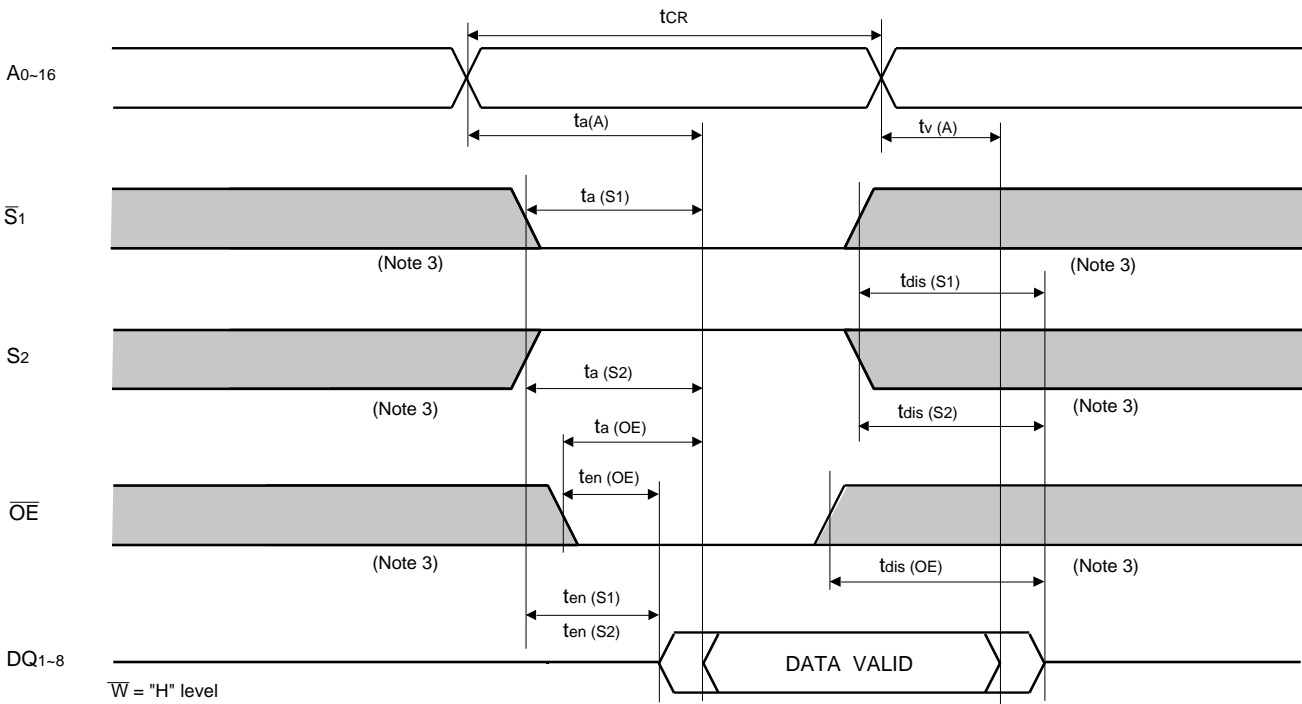 tCR
A0~16
ta(A)
tv (A)
S̅1
ta (S1)
(Note 3)
(Note 3)
tdis (S1)
S2
ta (S2)
(Note 3)
(Note 3)
tdis (S2)
ta (OE)
ten (OE)
O̅E̅
(Note 3)
(Note 3)
tdis (OE)
ten (S1)
ten (S2)
DQ1~8
DATA VALID
W̅ = "H" level